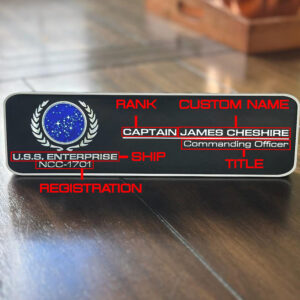 RANK CUSTOM NAME
CAPTAIN JAMES CHESHIRE
Commanding Officer
U.S.S. ENTERPRISE SHIP
NCC-1701
TITLE
REGISTRATION